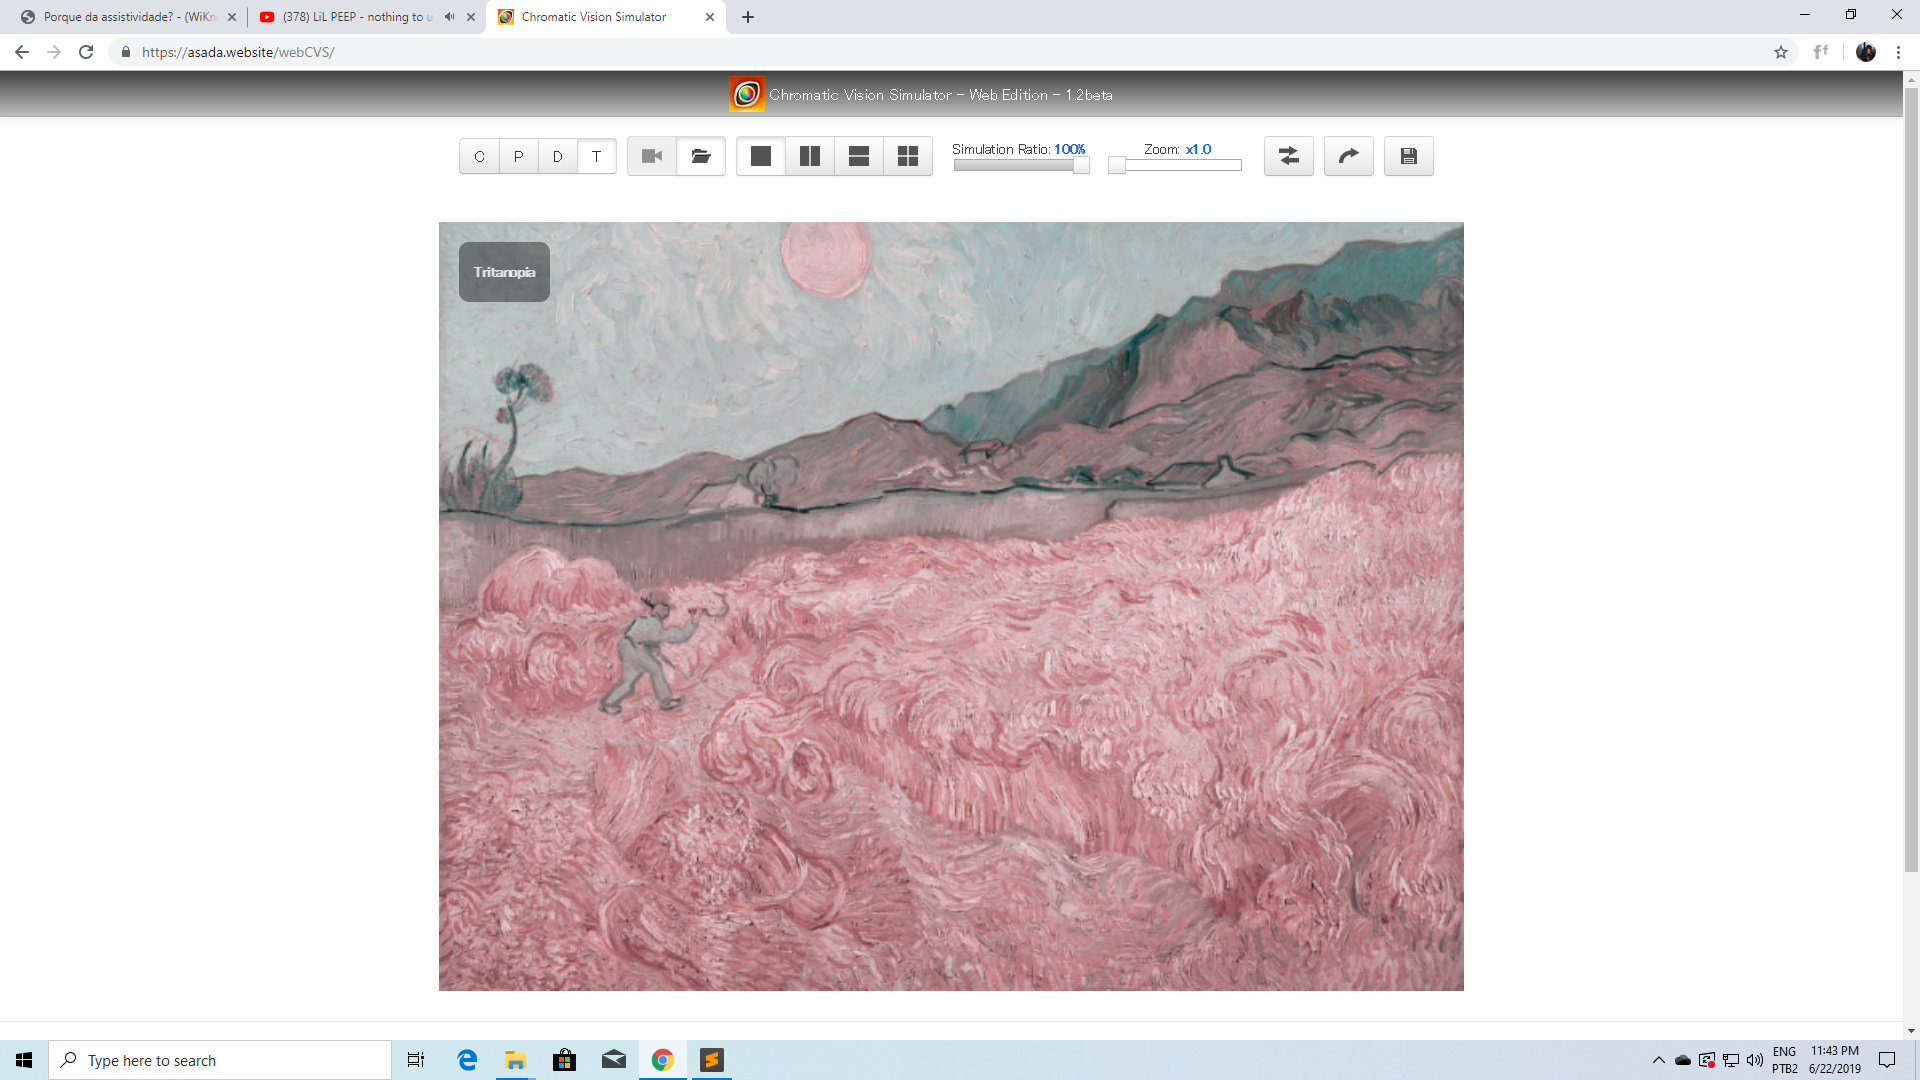 Porque da assistividade? - (WiKn
(378) LiL PEEP - nothing to u
Chromatic Vision Simulator
https://asada.website/webCVS/
Chromatic Vision Simulator - Web Edition - 1.2beta
C P D T
Simulation Ratio: 100%
Zoom: x1.0
Tritanopia
Type here to search
ENG
PTB2
11:43 PM
6/22/2019